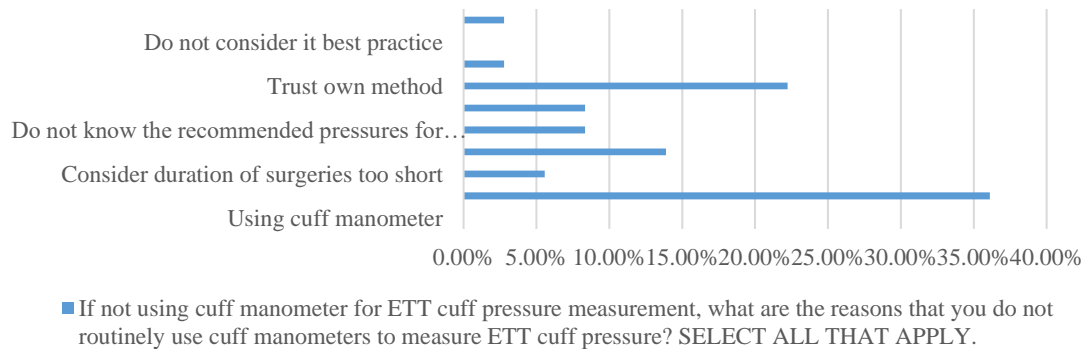 Do not consider it best practice
Trust own method
Do not know the recommended pressures for…
Consider duration of surgeries too short
Using cuff manometer
0.00% 5.00% 10.00% 15.00% 20.00% 25.00% 30.00% 35.00% 40.00%
If not using cuff manometer for ETT cuff pressure measurement, what are the reasons that you do not
routinely use cuff manometers to measure ETT cuff pressure? SELECT ALL THAT APPLY.